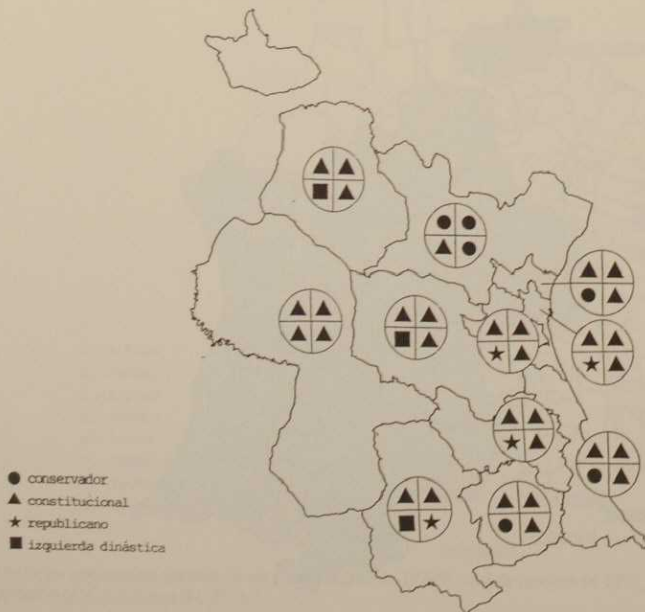 conservador
constitucional
republicano
izquierda dinástica